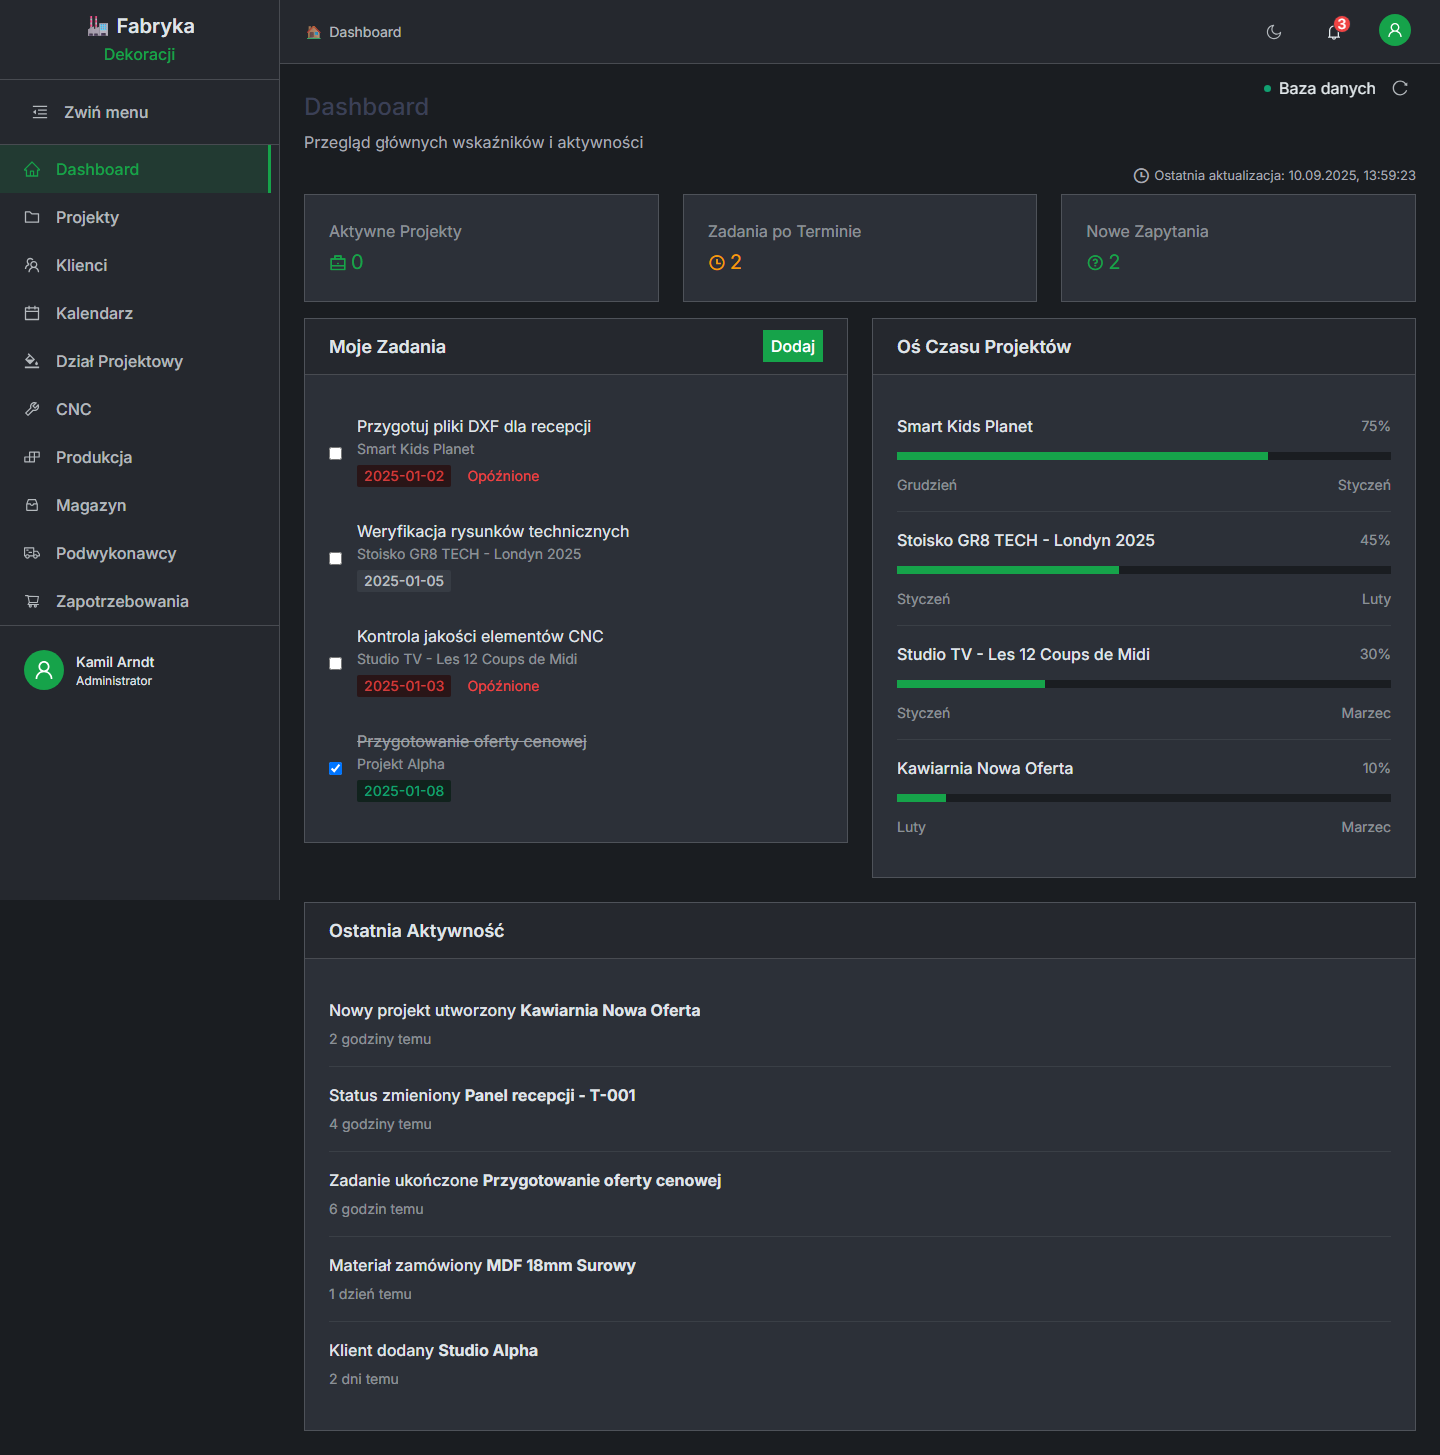 Fabryka
Dekoracji
Zwiń menu
Dashboard
Projekty
Klienci
Kalendarz
Dział Projektowy
CNC
Produkcja
Magazyn
Podwykonawcy
Zapotrzebowania
Kamil Arndt
Administrator
Dashboard
3
Baza danych
Dashboard
Przegląd głównych wskaźników i aktywności
Ostatnia aktualizacja: 10.09.2025, 13:59:23
Aktywne Projekty
0
Zadania po Terminie
2
Nowe Zapytania
2
Moje Zadania
Dodaj
Przygotuj pliki DXF dla recepcji
Smart Kids Planet
2025-01-02 Opóźnione
Weryfikacja rysunków technicznych
Stoisko GR8 TECH - Londyn 2025
2025-01-05
Kontrola jakości elementów CNC
Studio TV - Les 12 Coups de Midi
2025-01-03 Opóźnione
Przygotowanie oferty cenowej
Projekt Alpha
2025-01-08
Oś Czasu Projektów
Smart Kids Planet 75%
Grudzień Styczeń
Stoisko GR8 TECH - Londyn 2025 45%
Styczeń Luty
Studio TV - Les 12 Coups de Midi 30%
Styczeń Marzec
Kawiarnia Nowa Oferta 10%
Luty Marzec
Ostatnia Aktywność
Nowy projekt utworzony Kawiarnia Nowa Oferta
2 godziny temu
Status zmieniony Panel recepcji - T-001
4 godziny temu
Zadanie ukończone Przygotowanie oferty cenowej
6 godzin temu
Materiał zamówiony MDF 18mm Surowy
1 dzień temu
Klient dodany Studio Alpha
2 dni temu